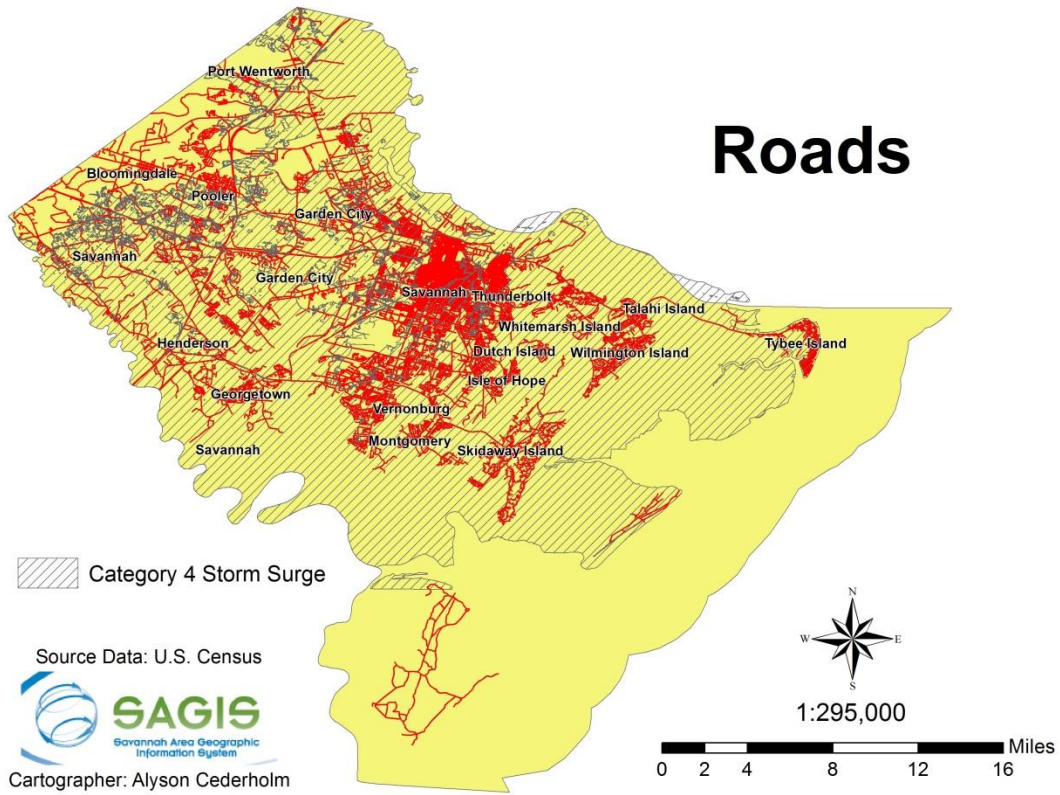 Roads
Port Wentworth
Bloomingdale
Pooler
Garden City
Savannah
Garden City
Savannah
Thunderbolt
Talahi Island
Whitemarsh Island
Tybee Island
Henderson
Dutch Island
Wilmington Island
Isle of Hope
Georgetown
Vernonburg
Montgomery
Savannah
Skidaway Island
Category 4 Storm Surge
Source Data: U.S. Census
SAGIS
Savannah Area Geographic
Information System
Cartographer: Alyson Cederholm
N
W
E
S
1:295,000
Miles
0 2 4 8 12 16